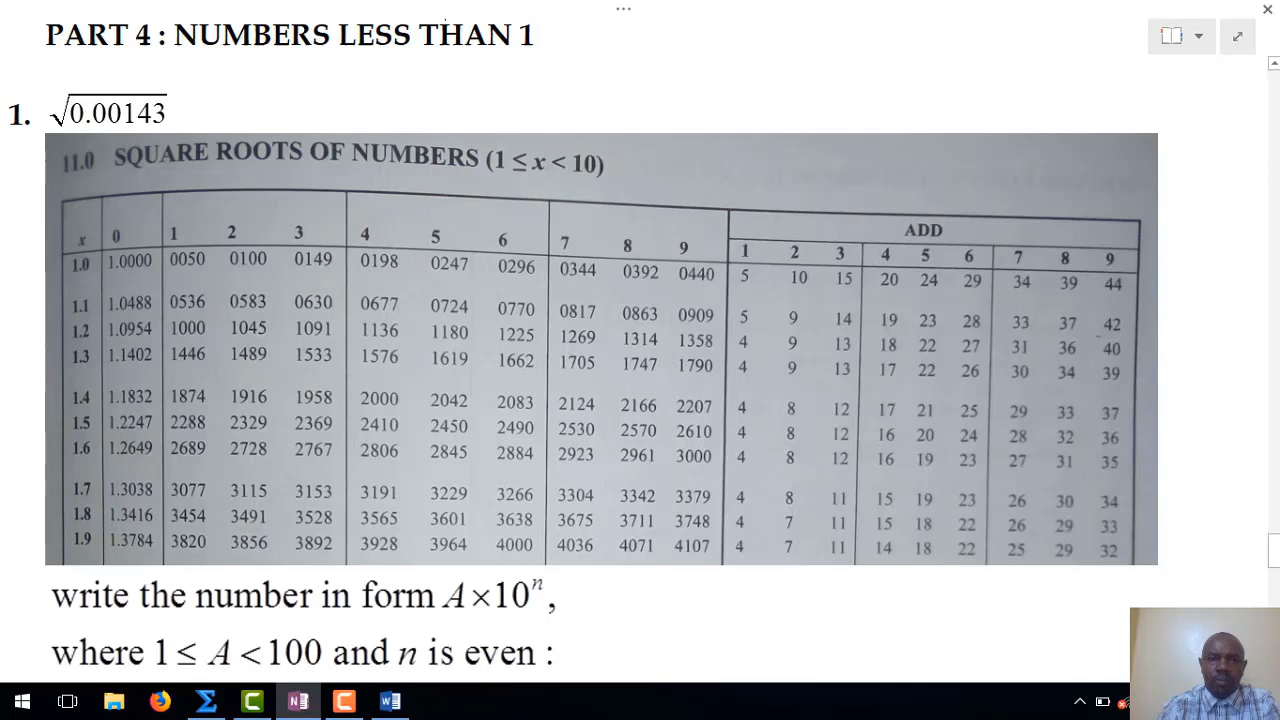 PART 4 : NUMBERS LESS THAN 1
1. √0.00143
11.0 SQUARE ROOTS OF NUMBERS (1 ≤ x < 10)
ADD
x 0 1 2 3 4 5 6 7 8 9 1 2 3 4 5 6 7 8 9
1.0 1.0000 0050 0100 0149 0198 0247 0296 0344 0392 0440 5 10 15 20 24 29 34 39 44
1.1 1.0488 0536 0583 0630 0677 0724 0770 0817 0863 0909 5 9 14 19 23 28 33 37 42
1.2 1.0954 1000 1045 1091 1136 1180 1225 1269 1314 1358 4 9 13 18 22 27 31 36 40
1.3 1.1402 1446 1489 1533 1576 1619 1662 1705 1747 1790 4 9 13 17 22 26 30 34 39
1.4 1.1832 1874 1916 1958 2000 2042 2083 2124 2166 2207 4 8 12 17 21 25 29 33 37
1.5 1.2247 2288 2329 2369 2410 2450 2490 2530 2570 2610 4 8 12 16 20 24 28 32 36
1.6 1.2649 2689 2728 2767 2806 2845 2884 2923 2961 3000 4 8 12 16 19 23 27 31 35
1.7 1.3038 3077 3115 3153 3191 3229 3266 3304 3342 3379 4 8 11 15 19 23 26 30 34
1.8 1.3416 3454 3491 3528 3565 3601 3638 3675 3711 3748 4 7 11 15 18 22 26 29 33
1.9 1.3784 3820 3856 3892 3928 3964 4000 4036 4071 4107 4 7 11 14 18 22 25 29 32
write the number in form A×10ⁿ,
where 1 ≤ A < 100 and n is even :